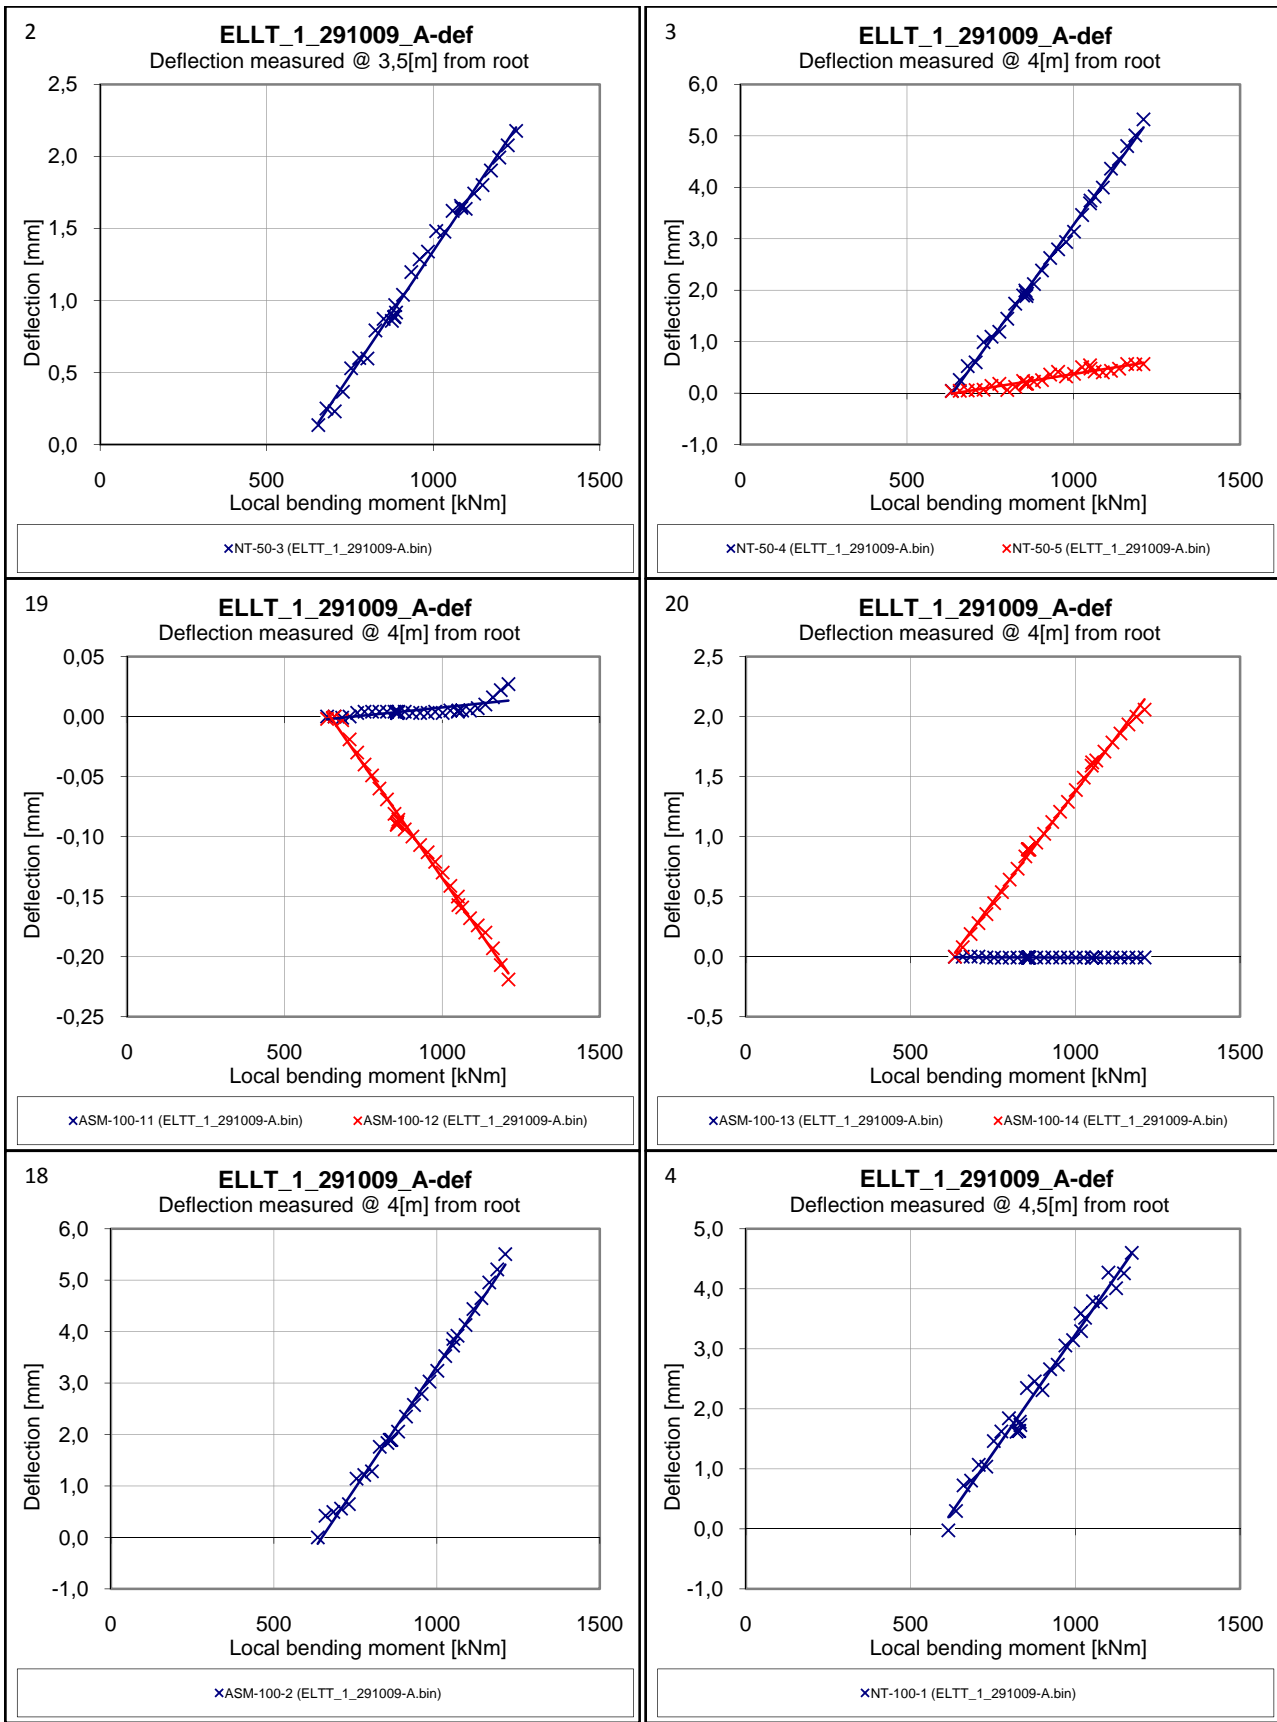 2
ELLT_1_291009_A-def
Deflection measured @ 3,5[m] from root
2,5
2,0
1,5
1,0
0,5
0,0
Deflection [mm]
0 500 1000 1500
Local bending moment [kNm]
NT-50-3 (ELTT_1_291009-A.bin)
3
ELLT_1_291009_A-def
Deflection measured @ 4[m] from root
6,0
5,0
4,0
3,0
2,0
1,0
0,0
-1,0
Deflection [mm]
0 500 1000 1500
Local bending moment [kNm]
NT-50-4 (ELTT_1_291009-A.bin) NT-50-5 (ELTT_1_291009-A.bin)
19
ELLT_1_291009_A-def
Deflection measured @ 4[m] from root
0,05
0,00
-0,05
-0,10
-0,15
-0,20
-0,25
Deflection [mm]
0 500 1000 1500
Local bending moment [kNm]
ASM-100-11 (ELTT_1_291009-A.bin) ASM-100-12 (ELTT_1_291009-A.bin)
20
ELLT_1_291009_A-def
Deflection measured @ 4[m] from root
2,5
2,0
1,5
1,0
0,5
0,0
-0,5
Deflection [mm]
0 500 1000 1500
Local bending moment [kNm]
ASM-100-13 (ELTT_1_291009-A.bin) ASM-100-14 (ELTT_1_291009-A.bin)
18
ELLT_1_291009_A-def
Deflection measured @ 4[m] from root
6,0
5,0
4,0
3,0
2,0
1,0
0,0
-1,0
Deflection [mm]
0 500 1000 1500
Local bending moment [kNm]
ASM-100-2 (ELTT_1_291009-A.bin)
4
ELLT_1_291009_A-def
Deflection measured @ 4,5[m] from root
5,0
4,0
3,0
2,0
1,0
0,0
-1,0
Deflection [mm]
0 500 1000 1500
Local bending moment [kNm]
NT-100-1 (ELTT_1_291009-A.bin)